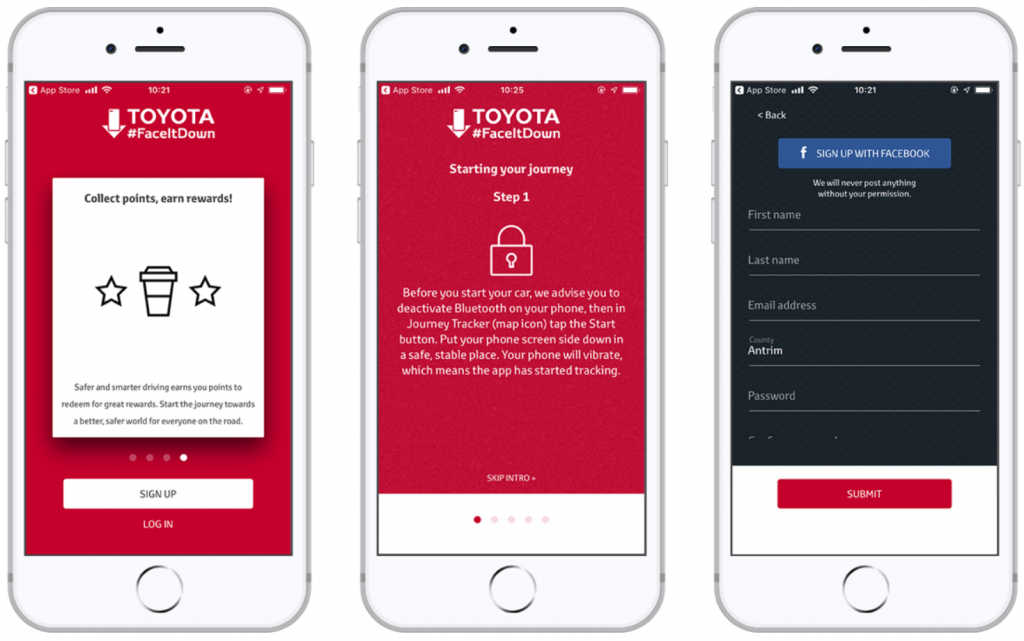 App Store
10:21
TOYOTA
#FaceItDown
Collect points, earn rewards!
Safer and smarter driving earns you points to
redeem for great rewards. Start the journey towards
a better, safer world for everyone on the road.
SIGN UP
LOG IN
App Store
10:25
TOYOTA
#FaceItDown
Starting your journey
Step 1
Before you start your car, we advise you to
deactivate Bluetooth on your phone, then in
Journey Tracker (map icon) tap the Start
button. Put your phone screen side down in
a safe, stable place. Your phone will vibrate,
which means the app has started tracking.
SKIP INTRO »
App Store
10:21
< Back
f SIGN UP WITH FACEBOOK
We will never post anything
without your permission.
First name
Last name
Email address
County
Antrim
Password
SUBMIT